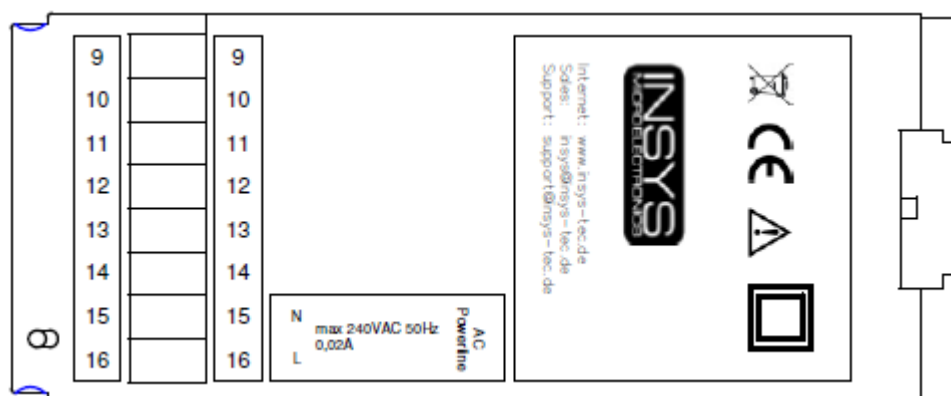 9
10
11
12
13
14
15
16
9
10
11
12
13
14
15
16
8
N
max 240VAC 50Hz
0,02A
L
AC
Powerline
Internet: www.insys-tec.de
Sales: insys@insys-tec.de
Support: support@insys-tec.de
INSYS
MICROELECTRONICS
CE